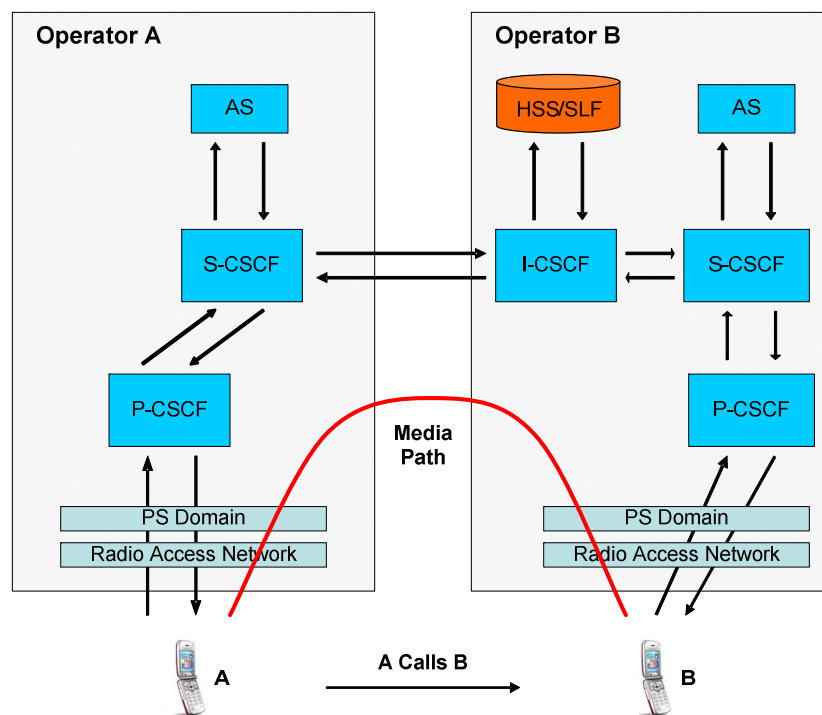 Operator A
Operator B
AS
HSS/SLF
AS
S-CSCF
I-CSCF
S-CSCF
P-CSCF
P-CSCF
Media
Path
PS Domain
PS Domain
Radio Access Network
Radio Access Network
A Calls B
A
B